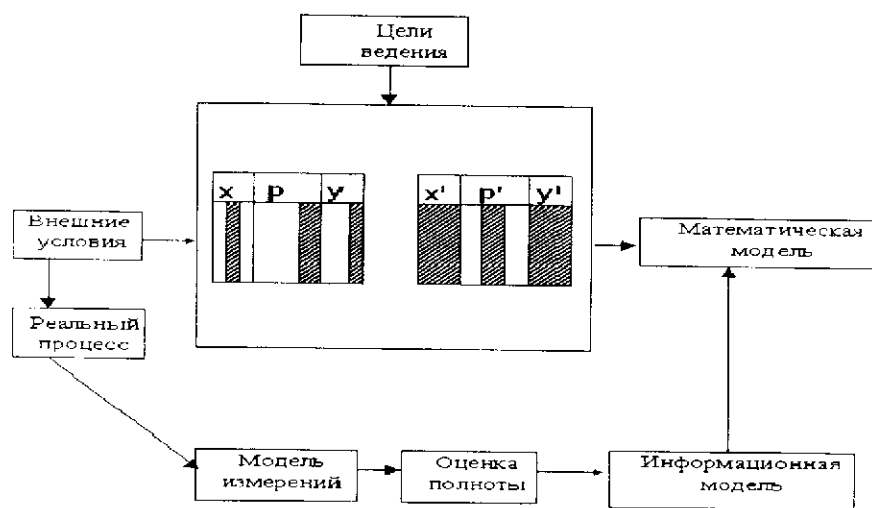 Цели
ведения
x p y x' p' y'
Внешние
условия
Математическая
модель
Реальный
процесс
Модель
измерений
Оценка
полноты
Информационная
модель